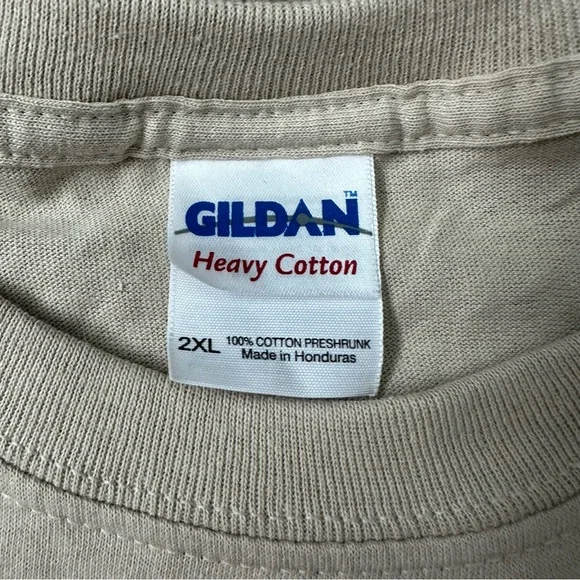 GILDAN™
Heavy Cotton
2XL 100% COTTON PRESHRUNK
Made in Honduras